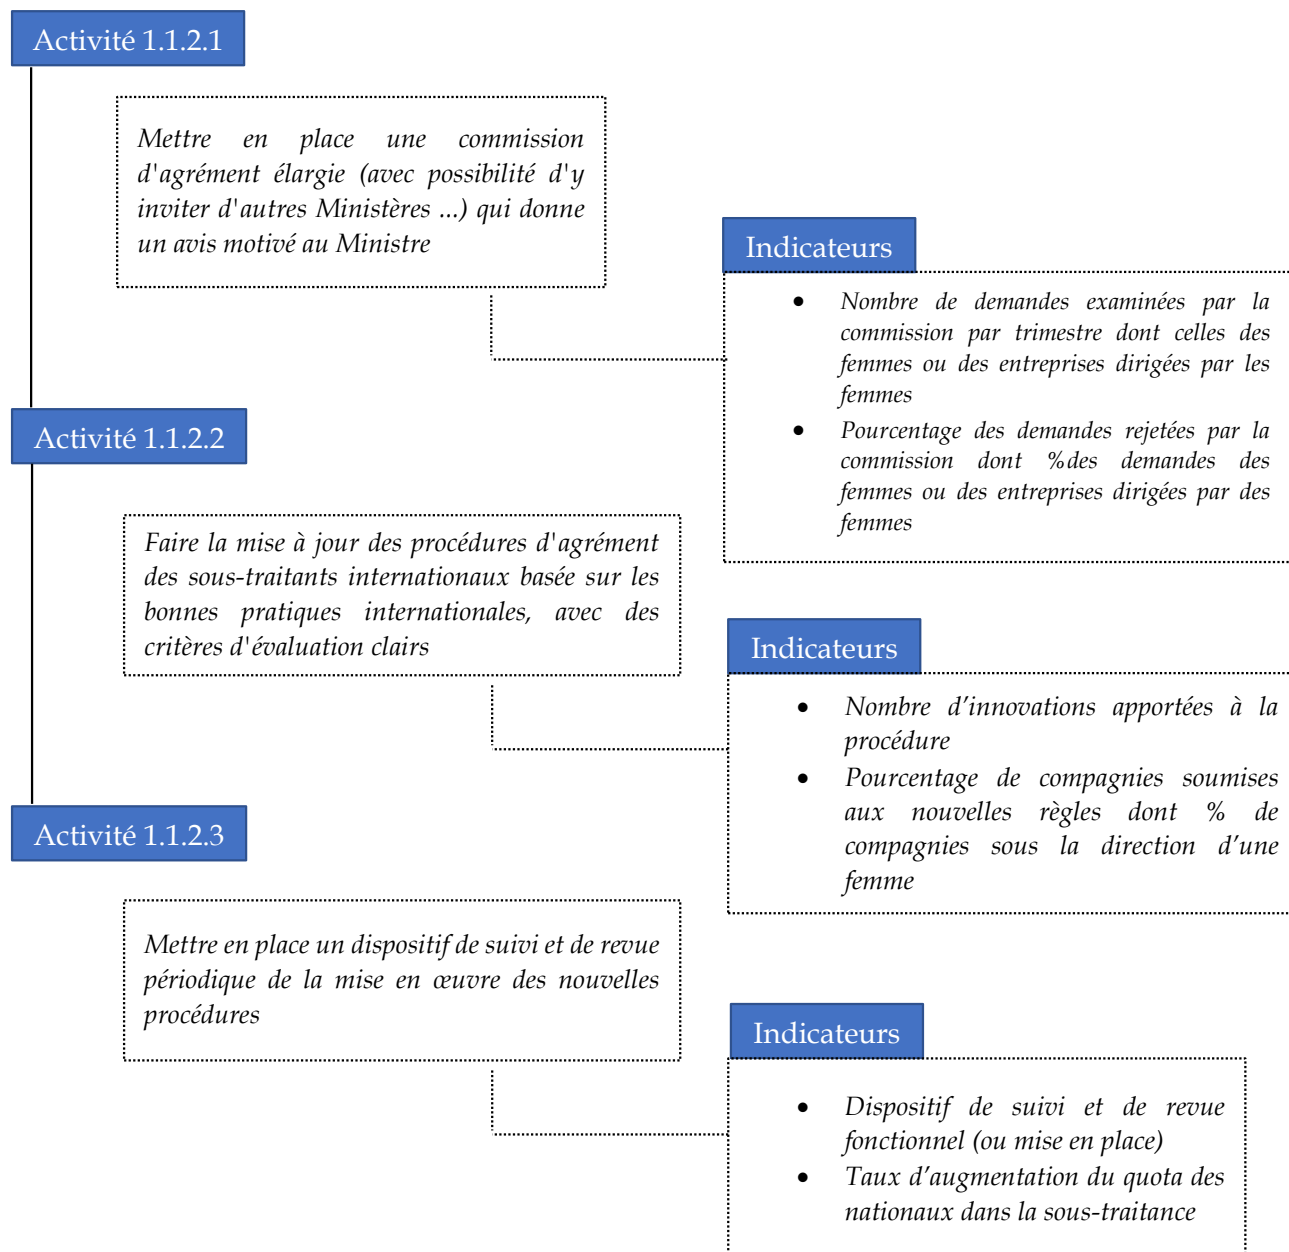 Activité 1.1.2.1
Mettre en place une commission
d'agrément élargie (avec possibilité d'y
inviter d'autres Ministères ...) qui donne
un avis motivé au Ministre
Indicateurs
• Nombre de demandes examinées par la
commission par trimestre dont celles des
femmes ou des entreprises dirigées par les
femmes
• Pourcentage des demandes rejetées par la
commission dont %des demandes des
femmes ou des entreprises dirigées par des
femmes
Activité 1.1.2.2
Faire la mise à jour des procédures d'agrément
des sous-traitants internationaux basée sur les
bonnes pratiques internationales, avec des
critères d'évaluation clairs
Indicateurs
• Nombre d’innovations apportées à la
procédure
• Pourcentage de compagnies soumises
aux nouvelles règles dont % de
compagnies sous la direction d’une
femme
Activité 1.1.2.3
Mettre en place un dispositif de suivi et de revue
périodique de la mise en œuvre des nouvelles
procédures
Indicateurs
• Dispositif de suivi et de revue
fonctionnel (ou mise en place)
• Taux d’augmentation du quota des
nationaux dans la sous-traitance